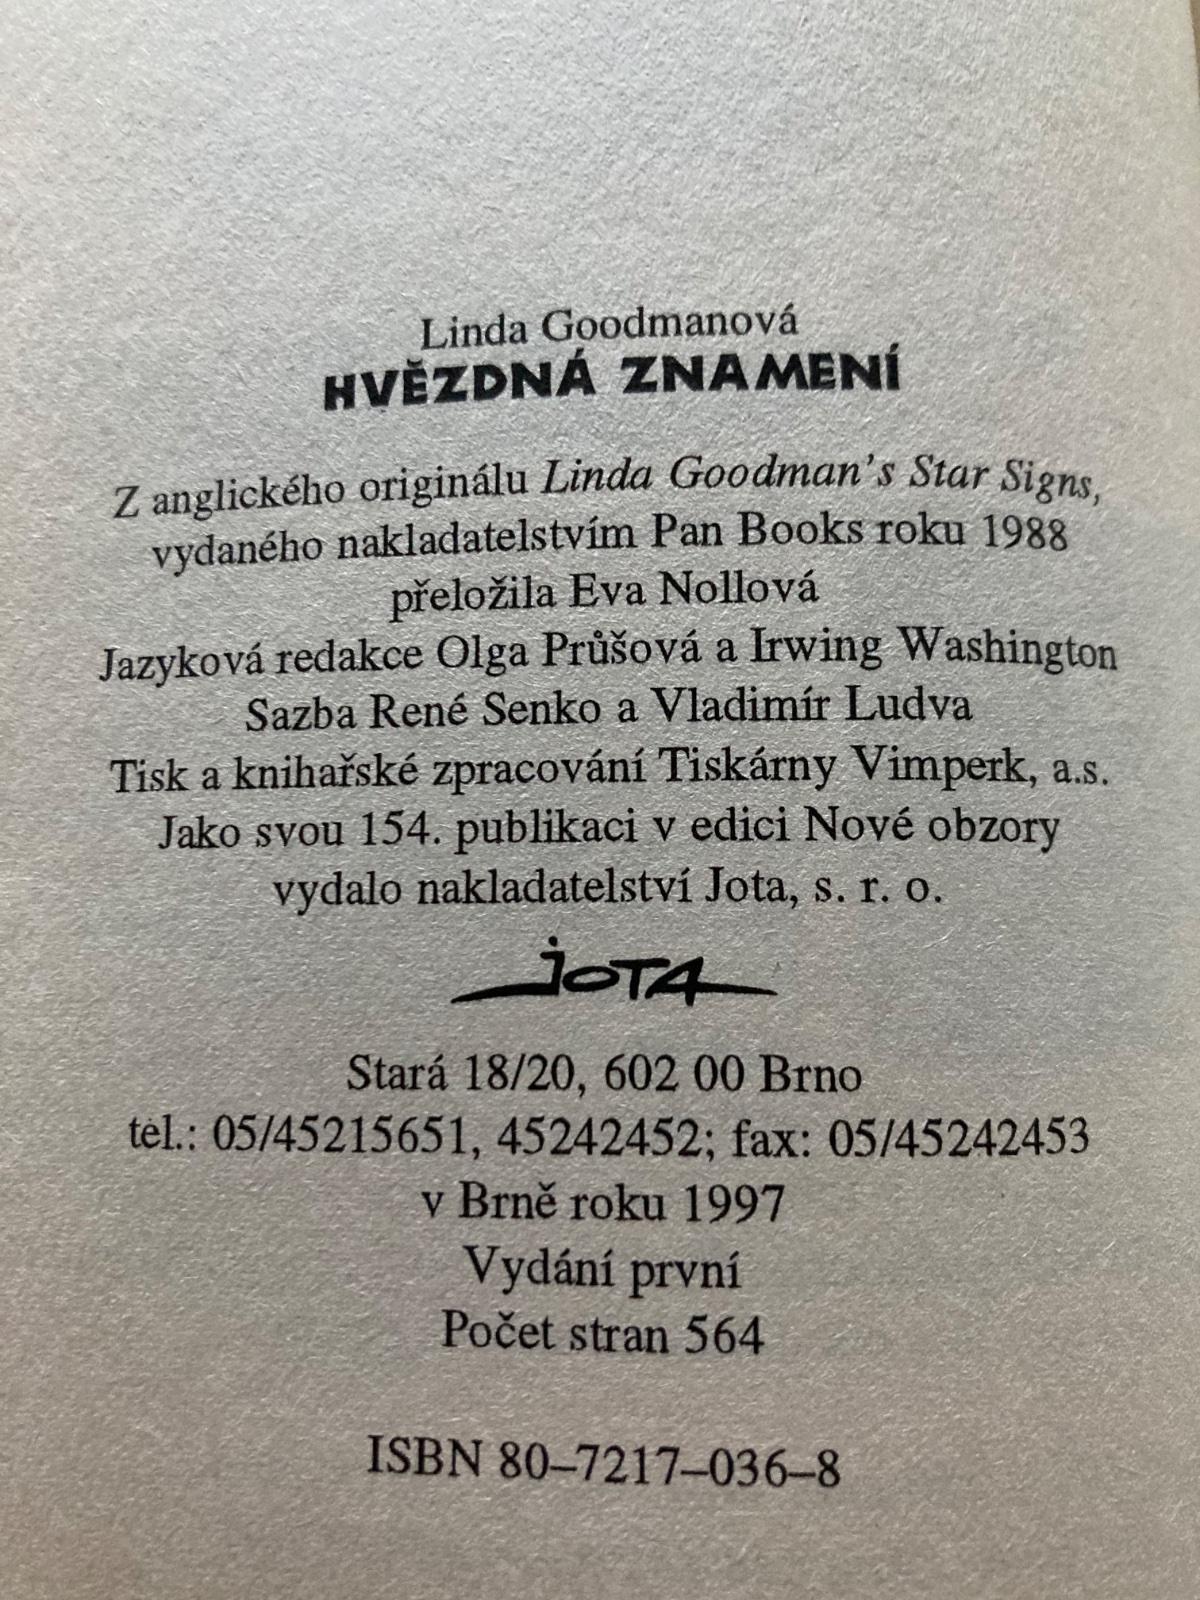 Linda Goodmanová
HVĚZDNÁ ZNAMENÍ
Z anglického originálu Linda Goodman's Star Signs,
vydaného nakladatelstvím Pan Books roku 1988
přeložila Eva Nollová
Jazyková redakce Olga Průšová a Irwing Washington
Sazba René Senko a Vladimír Ludva
Tisk a knihařské zpracování Tiskárny Vimperk, a.s.
Jako svou 154. publikaci v edici Nové obzory
vydalo nakladatelství Jota, s. r. o.
JOTA
Stará 18/20, 602 00 Brno
tel.: 05/45215651, 45242452; fax: 05/45242453
v Brně roku 1997
Vydání první
Počet stran 564
ISBN 80–7217–036–8